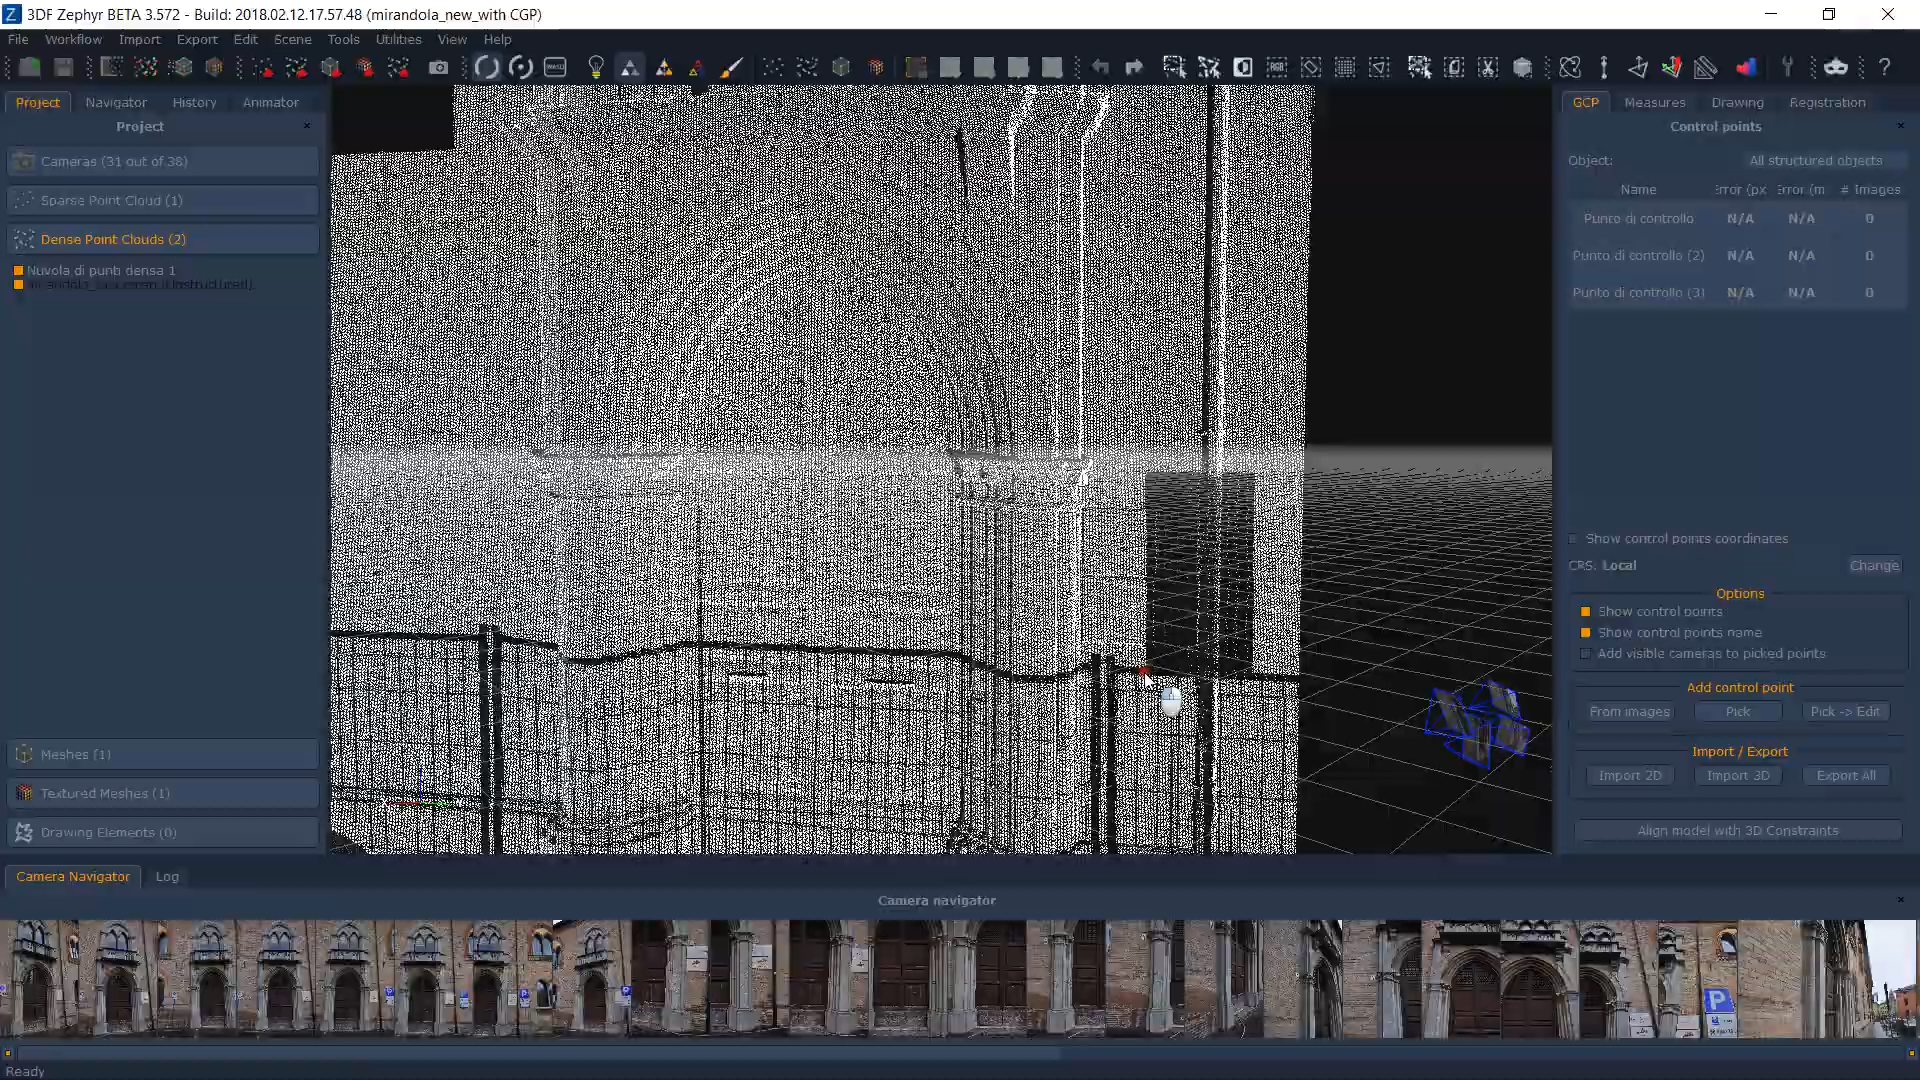 3DF Zephyr BETA 3.572 - Build: 2018.02.12.17.57.48 (mirandola_new_with CGP)
File Workflow Import Export Edit Scene Tools Utilities View Help
Project Navigator History Animator
Project
Cameras (31 out of 38)
Sparse Point Cloud (1)
Dense Point Clouds (2)
Nuvola di punti densa 1
Meshes (1)
Textured Meshes (1)
Drawing Elements (0)
GCP Measures Drawing Registration
Control points
Object: All structured objects
Name Error (px Error (m # Images
Punto di controllo N/A N/A 0
Punto di controllo (2) N/A N/A 0
Punto di controllo (3) N/A N/A 0
Show control points coordinates
CRS: Local Change
Options
Show control points
Show control points name
Add visible cameras to picked points
Add control point
From images Pick Pick -> Edit
Import / Export
Import 2D Import 3D Export All
Align model with 3D Constraints
Camera Navigator Log
Camera navigator
P
Ready